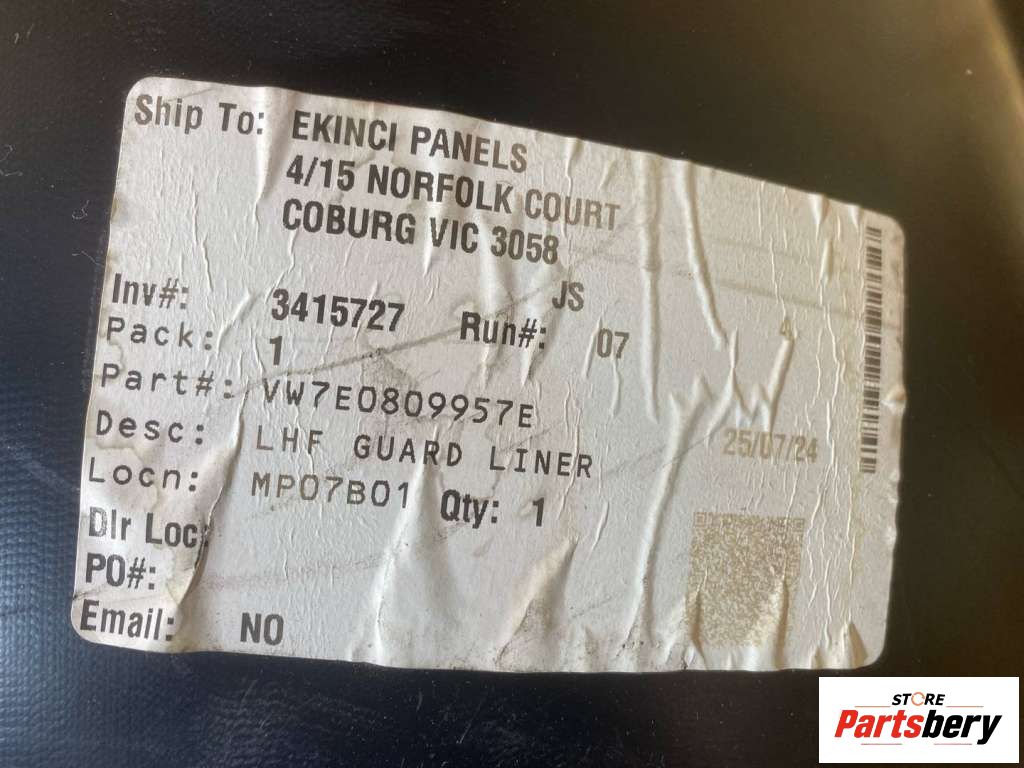 Ship To: EKINCI PANELS
4/15 NORFOLK COURT
COBURG VIC 3058
JS
Inv#: 3415727 Run#: 07
Pack: 1
Part#: VW7E0809957E
Desc: LHF GUARD LINER
25/07/24
Locn: MP07B01 Qty: 1
Dlr Loc:
PO#:
Email: NO
STORE
Partsbery